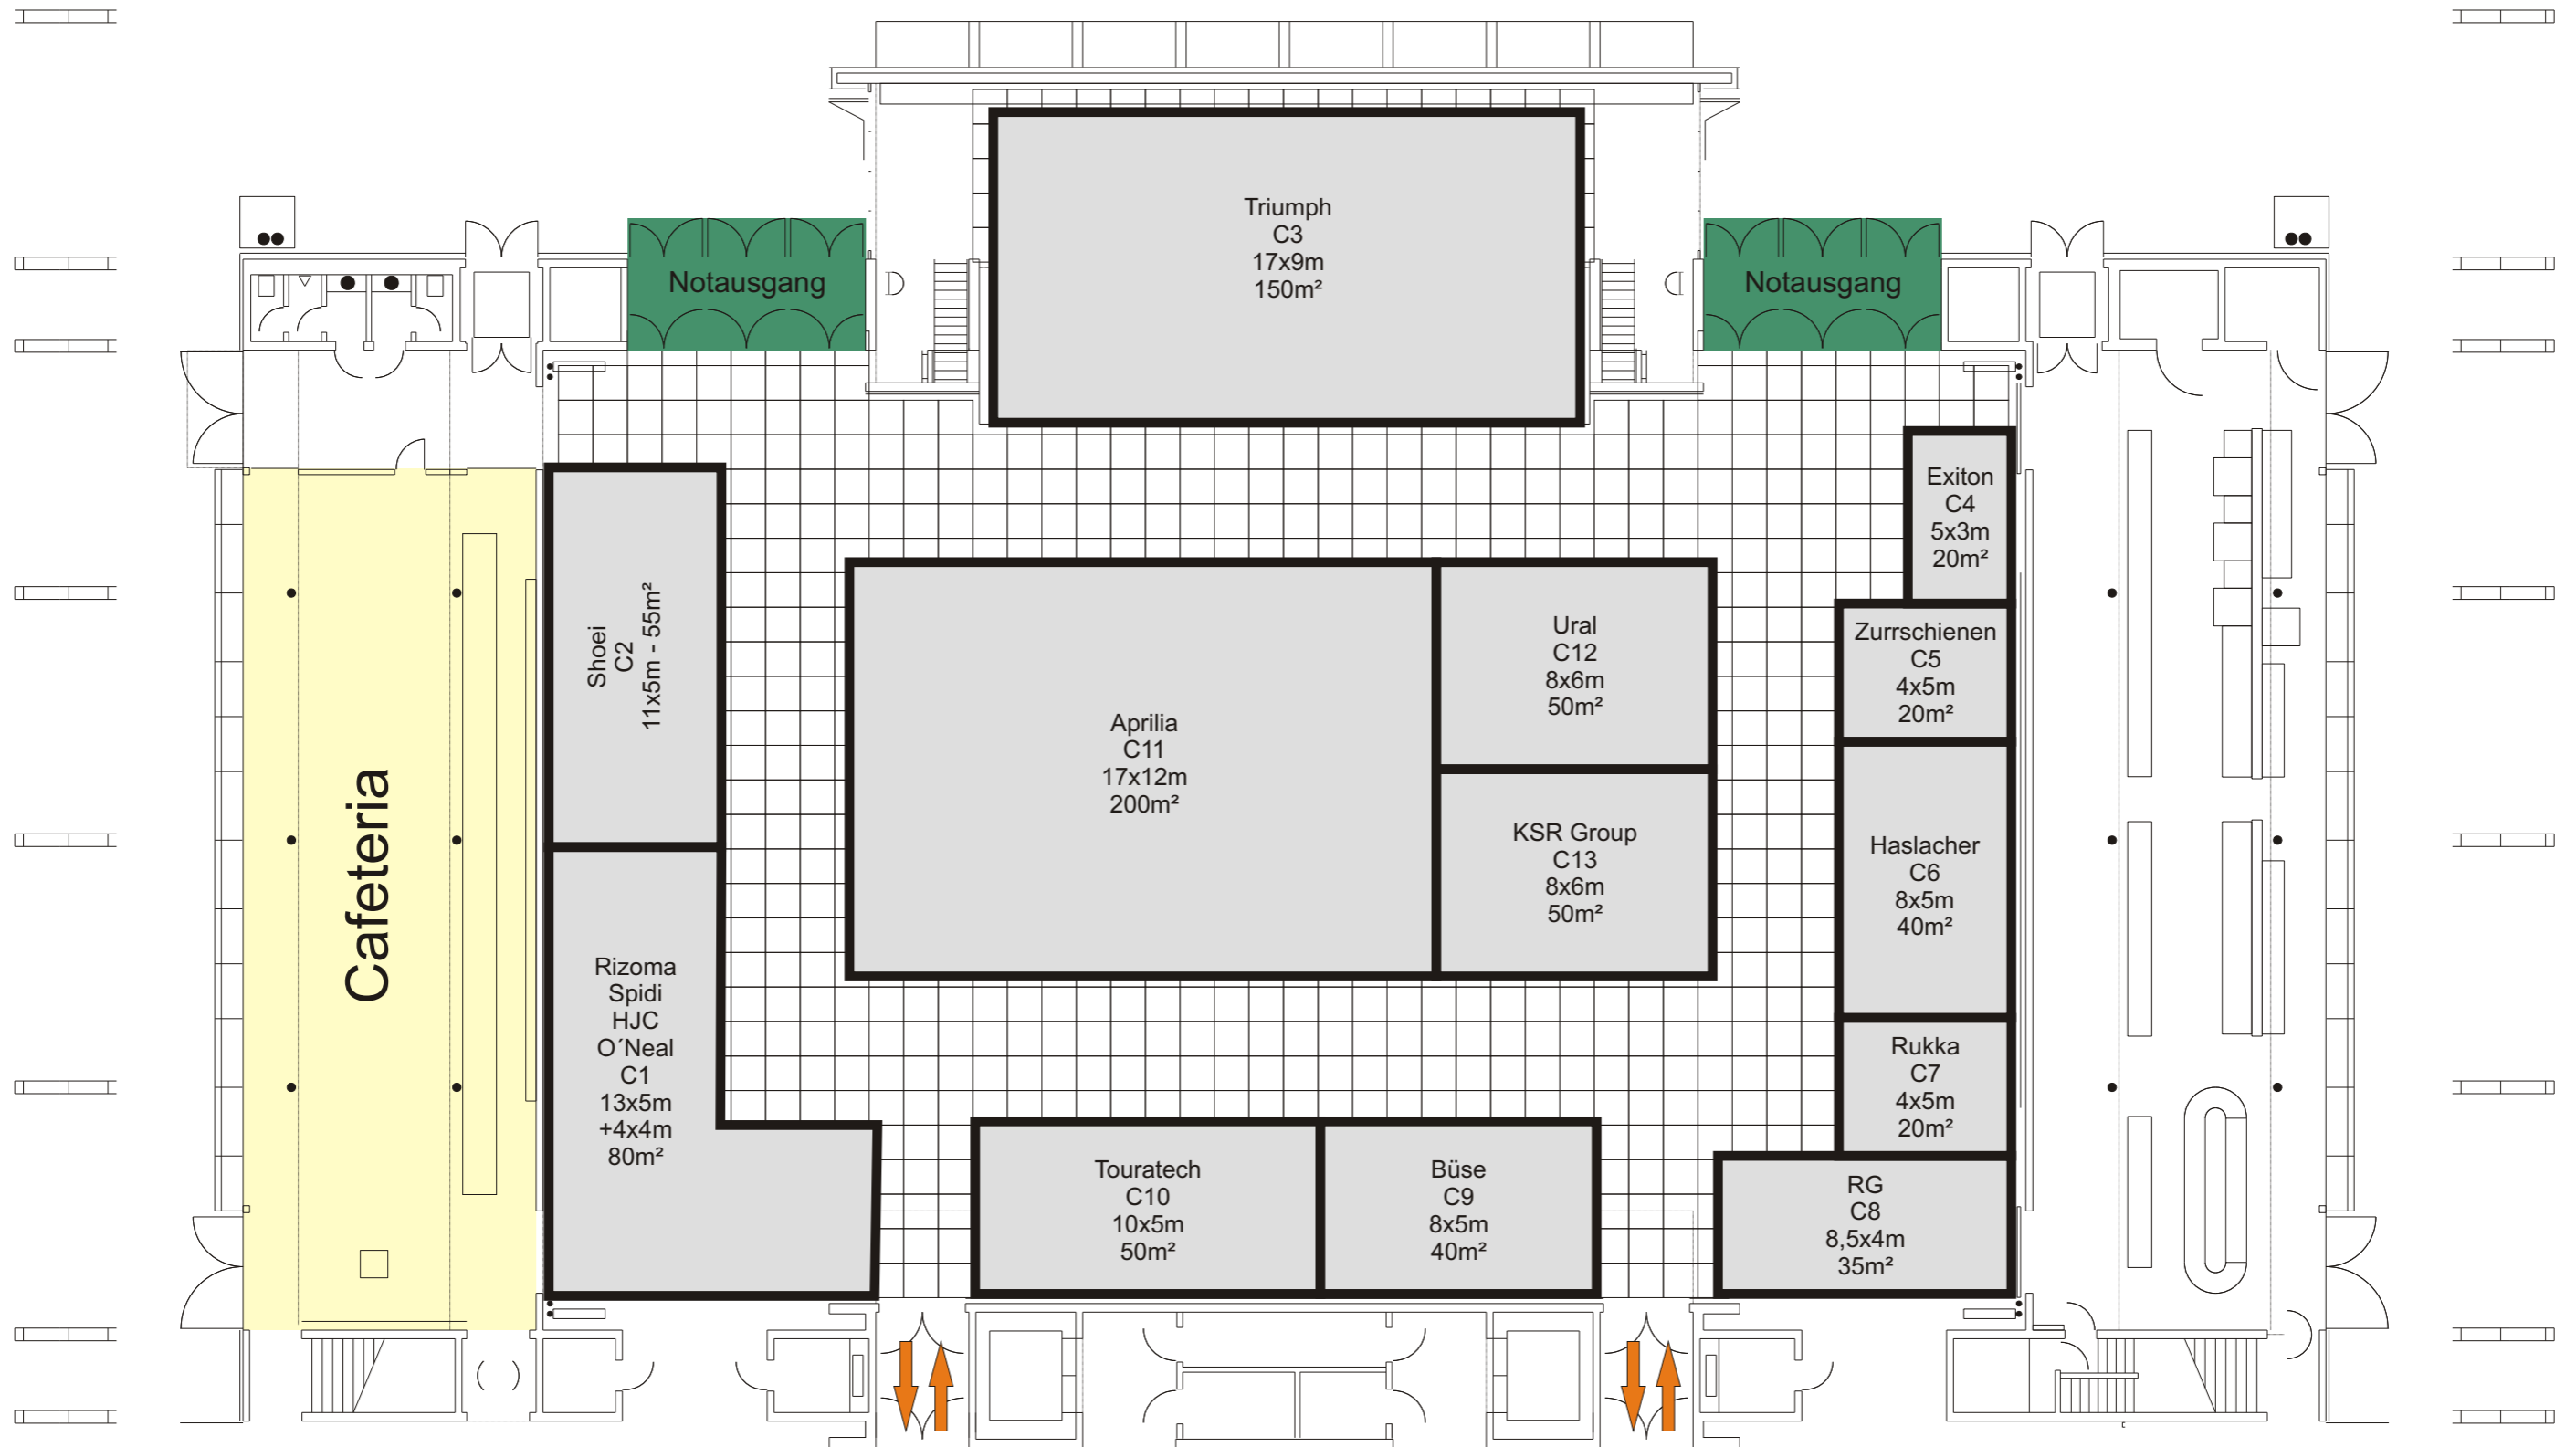 Triumph
C3
17x9m
150m²
Notausgang
Notausgang
Exiton
C4
5x3m
20m²
Shoei
C2
11x5m - 55m²
Zurrschienen
C5
4x5m
20m²
Ural
C12
8x6m
50m²
Aprilia
C11
17x12m
200m²
Cafeteria
KSR Group
C13
8x6m
50m²
Haslacher
C6
8x5m
40m²
Rizoma
Spidi
HJC
O´Neal
C1
13x5m
+4x4m
80m²
Rukka
C7
4x5m
20m²
Touratech
C10
10x5m
50m²
Büse
C9
8x5m
40m²
RG
C8
8,5x4m
35m²